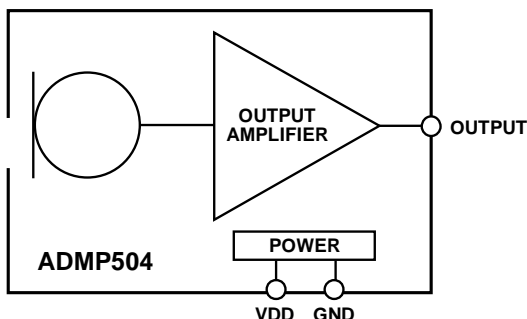 OUTPUT
AMPLIFIER
OUTPUT
POWER
ADMP504
VDD GND